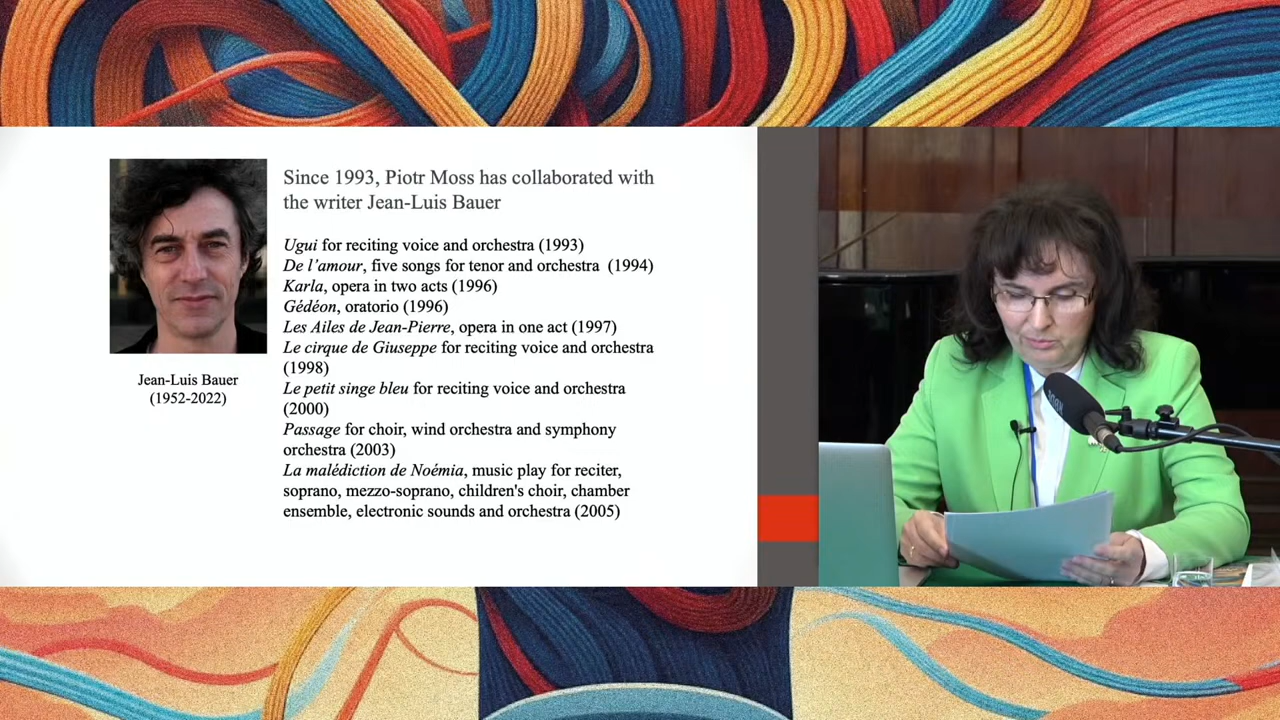 Since 1993, Piotr Moss has collaborated with
the writer Jean-Luis Bauer
Ugui for reciting voice and orchestra (1993)
De l'amour, five songs for tenor and orchestra (1994)
Karla, opera in two acts (1996)
Gédéon, oratorio (1996)
Les Ailes de Jean-Pierre, opera in one act (1997)
Le cirque de Giuseppe for reciting voice and orchestra
(1998)
Le petit singe bleu for reciting voice and orchestra
(2000)
Passage for choir, wind orchestra and symphony
orchestra (2003)
La malédiction de Noémia, music play for reciter,
soprano, mezzo-soprano, children's choir, chamber
ensemble, electronic sounds and orchestra (2005)
Jean-Luis Bauer
(1952-2022)